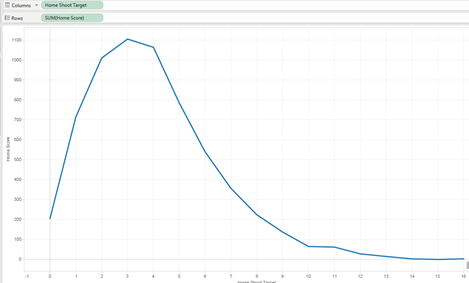 Columns Home Shoot Target
Rows SUM(Home Score)
1100
1000
900
800
700
600
500
400
300
200
100
0
Home Score
-1 0 1 2 3 4 5 6 7 8 9 10 11 12 13 14 15 16
Home Shoot Target